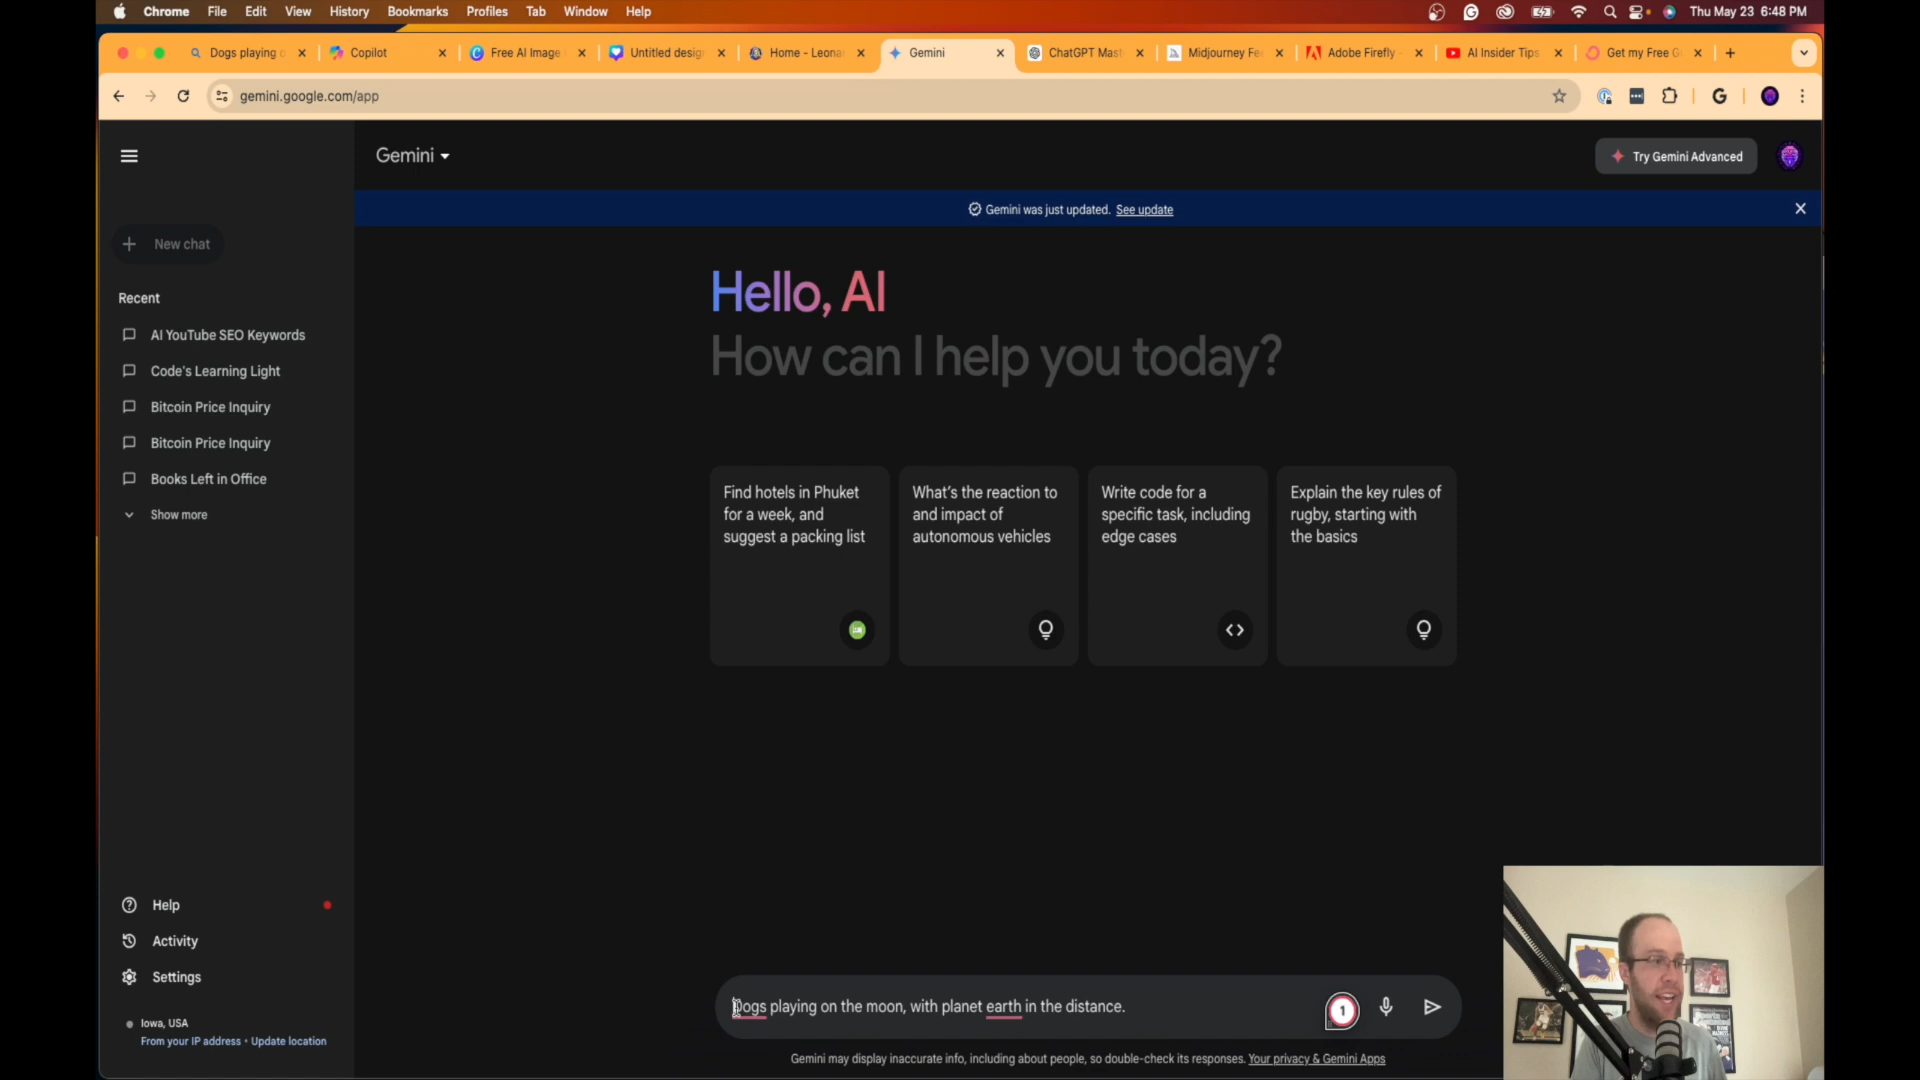 Chrome File Edit View History Bookmarks Profiles Tab Window Help Thu May 23 6:48 PM
Dogs playing o Copilot Free AI Image Untitled desig Home - Leona Gemini ChatGPT Mast Midjourney Fe Adobe Firefly - AI Insider Tips Get my Free G
gemini.google.com/app
Gemini
Try Gemini Advanced
Gemini was just updated. See update
New chat
Recent
AI YouTube SEO Keywords
Code's Learning Light
Bitcoin Price Inquiry
Bitcoin Price Inquiry
Books Left in Office
Show more
Hello, AI
How can I help you today?
Find hotels in Phuket
for a week, and
suggest a packing list
What's the reaction to
and impact of
autonomous vehicles
Write code for a
specific task, including
edge cases
Explain the key rules of
rugby, starting with
the basics
Help
Activity
Settings
Iowa, USA
From your IP address • Update location
Dogs playing on the moon, with planet earth in the distance.
1
Gemini may display inaccurate info, including about people, so double-check its responses. Your privacy & Gemini Apps